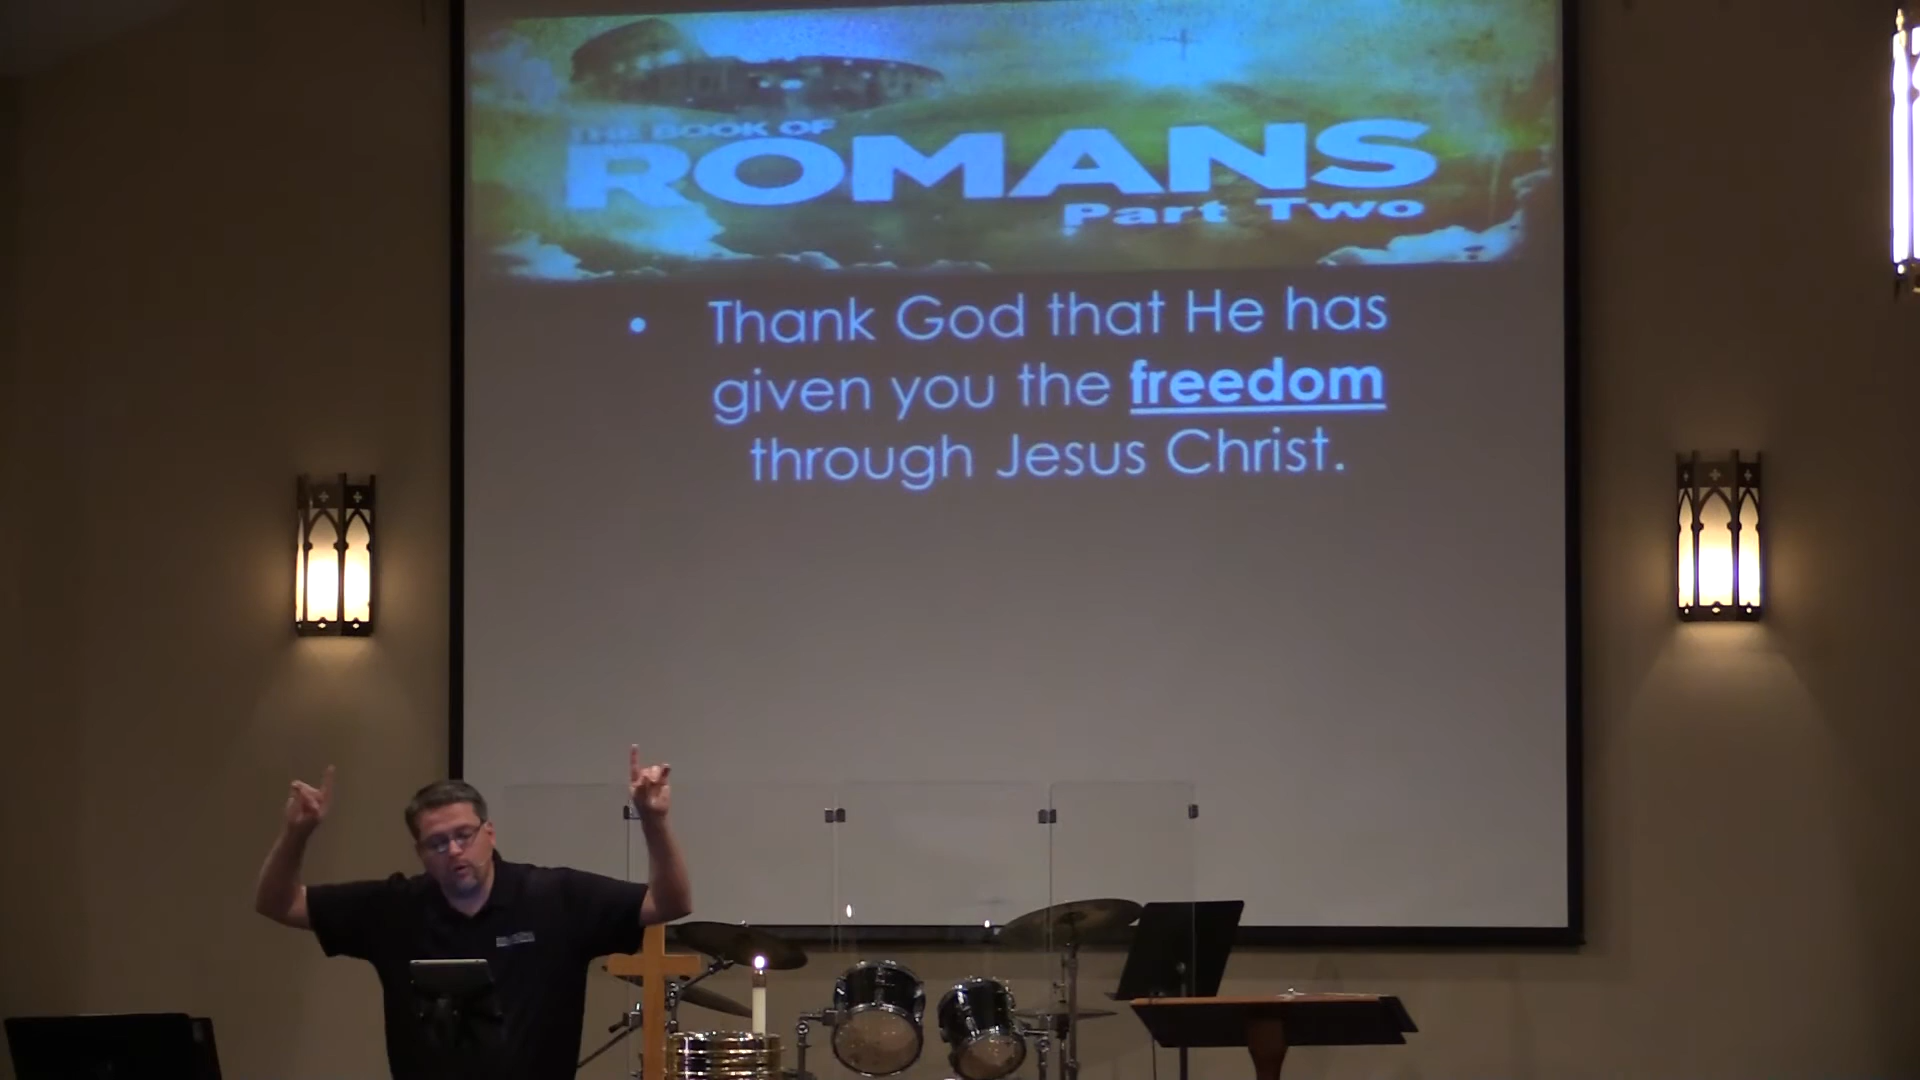 THE BOOK OF
ROMANS
Part Two
• Thank God that He has
given you the freedom
through Jesus Christ.